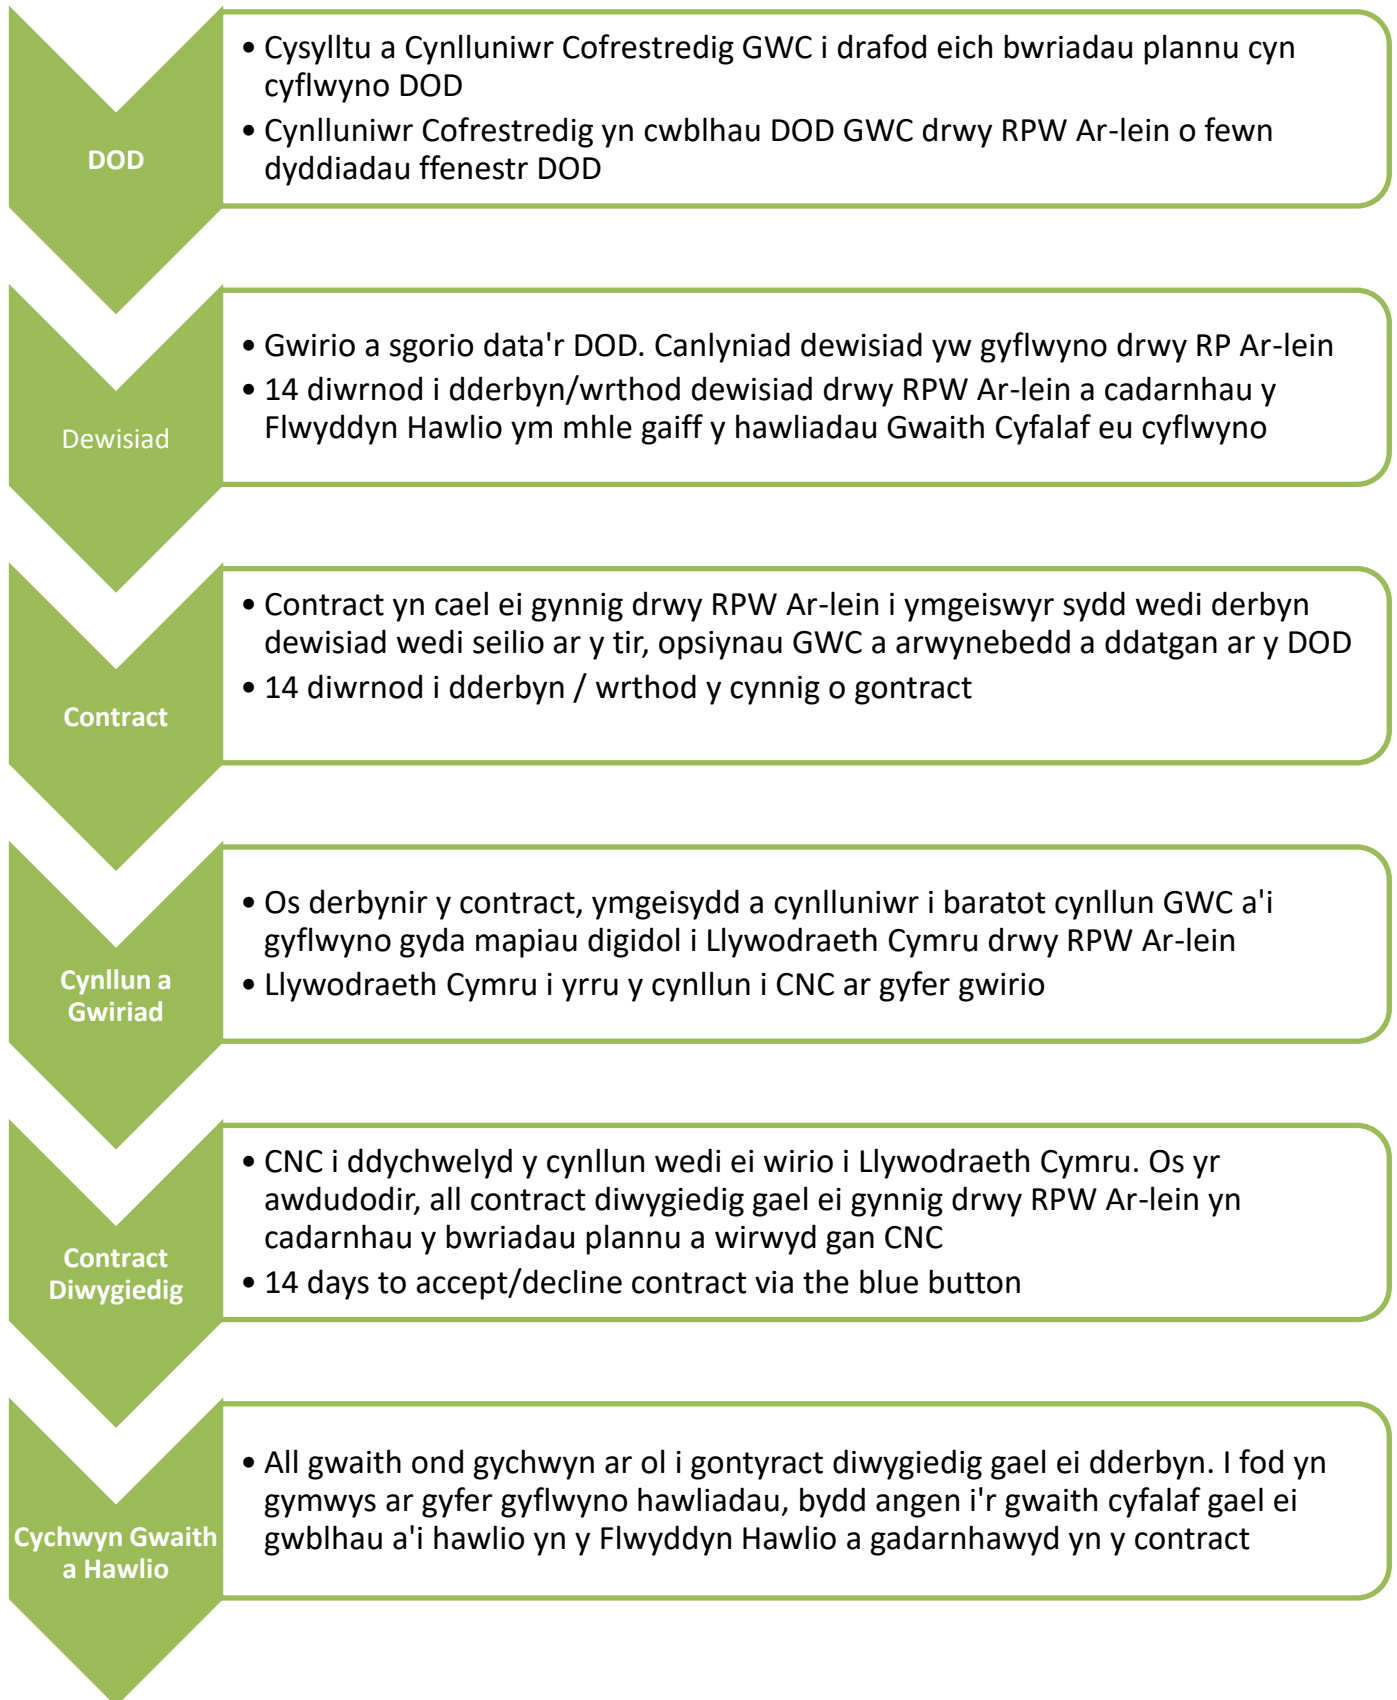 DOD
• Cysylltu a Cynlluniwr Cofrestredig GWC i drafod eich bwriadau plannu cyn
cyflwyno DOD
• Cynlluniwr Cofrestredig yn cwblhau DOD GWC drwy RPW Ar-lein o fewn
dyddiadau ffenestr DOD
Dewisiad
• Gwirio a sgorio data'r DOD. Canlyniad dewisiad yw gyflwyno drwy RP Ar-lein
• 14 diwrnod i dderbyn/wrthod dewisiad drwy RPW Ar-lein a cadarnhau y
Flwyddyn Hawlio ym mhle gaiff y hawliadau Gwaith Cyfalaf eu cyflwyno
Contract
• Contract yn cael ei gynnig drwy RPW Ar-lein i ymgeiswyr sydd wedi derbyn
dewisiad wedi seilio ar y tir, opsiynau GWC a arwynebedd a ddatgan ar y DOD
• 14 diwrnod i dderbyn / wrthod y cynnig o gontract
Cynllun a
Gwiriad
• Os derbynir y contract, ymgeisydd a cynlluniwr i baratot cynllun GWC a'i
gyflwyno gyda mapiau digidol i Llywodraeth Cymru drwy RPW Ar-lein
• Llywodraeth Cymru i yrru y cynllun i CNC ar gyfer gwirio
Contract
Diwygiedig
• CNC i ddychwelyd y cynllun wedi ei wirio i Llywodraeth Cymru. Os yr
awdudodir, all contract diwygiedig gael ei gynnig drwy RPW Ar-lein yn
cadarnhau y bwriadau plannu a wirwyd gan CNC
• 14 days to accept/decline contract via the blue button
Cychwyn Gwaith
a Hawlio
• All gwaith ond gychwyn ar ol i gontyract diwygiedig gael ei dderbyn. I fod yn
gymwys ar gyfer gyflwyno hawliadau, bydd angen i'r gwaith cyfalaf gael ei
gwblhau a'i hawlio yn y Flwyddyn Hawlio a gadarnhawyd yn y contract